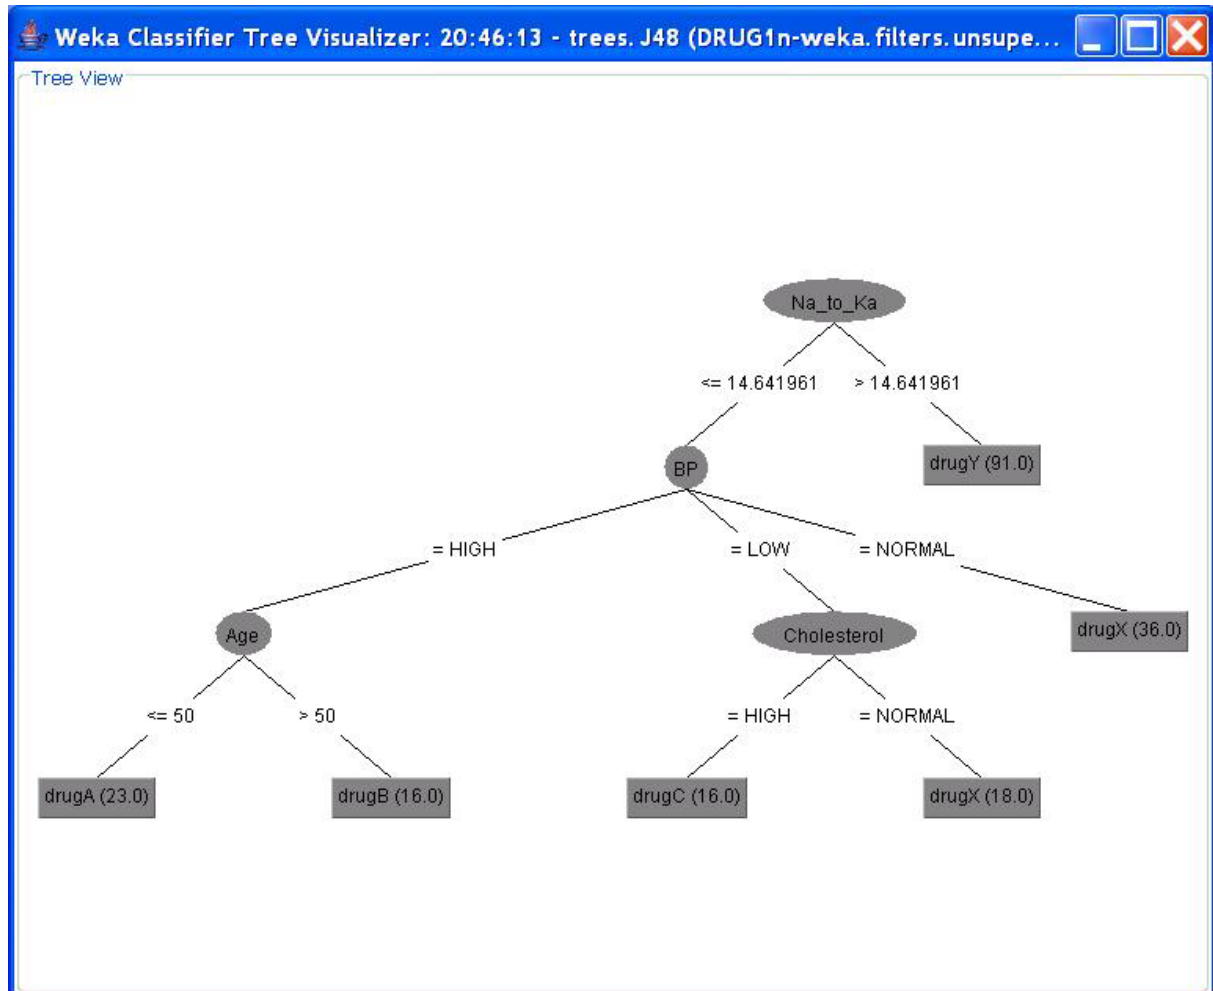 Weka Classifier Tree Visualizer: 20:46:13 - trees.J48 (DRUG1n-weka.filters.unsupe...
Tree View
Na_to_Ka
<= 14.641961 > 14.641961
BP drugY (91.0)
= HIGH = LOW = NORMAL
Age Cholesterol drugX (36.0)
<= 50 > 50 = HIGH = NORMAL
drugA (23.0) drugB (16.0) drugC (16.0) drugX (18.0)